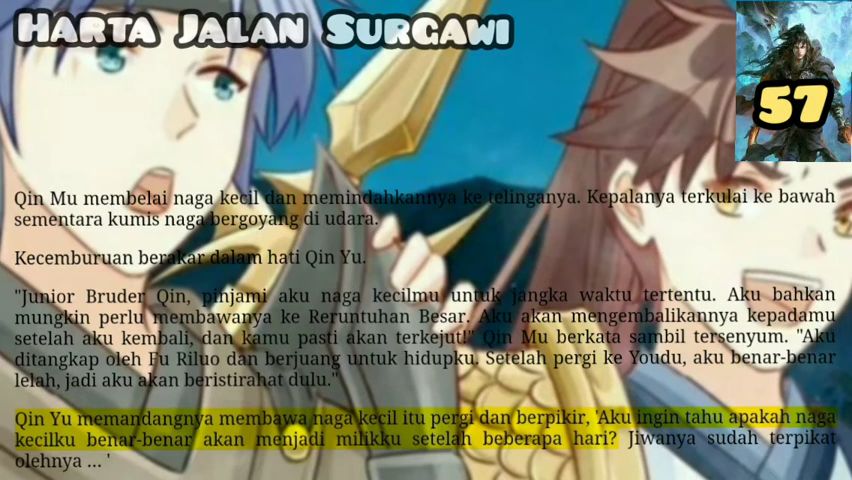 Harta Jalan Surgawi
57
Qin Mu membelai naga kecil dan memindahkannya ke telinganya. Kepalanya terkulai ke bawah
sementara kumis naga bergoyang di udara.
Kecemburuan berakar dalam hati Qin Yu.
"Junior Bruder Qin, pinjami aku naga kecilmu untuk jangka waktu tertentu. Aku bahkan
mungkin perlu membawanya ke Reruntuhan Besar. Aku akan mengembalikannya kepadamu
setelah aku kembali, dan kamu pasti akan terkejut!" Qin Mu berkata sambil tersenyum. "Aku
ditangkap oleh Fu Riluo dan berjuang untuk hidupku. Setelah pergi ke Youdu, aku benar-benar
lelah, jadi aku akan beristirahat dulu."
Qin Yu memandangnya membawa naga kecil itu pergi dan berpikir, 'Aku ingin tahu apakah naga
kecilku benar-benar akan menjadi milikku setelah beberapa hari? Jiwanya sudah terpikat
olehnya ... '